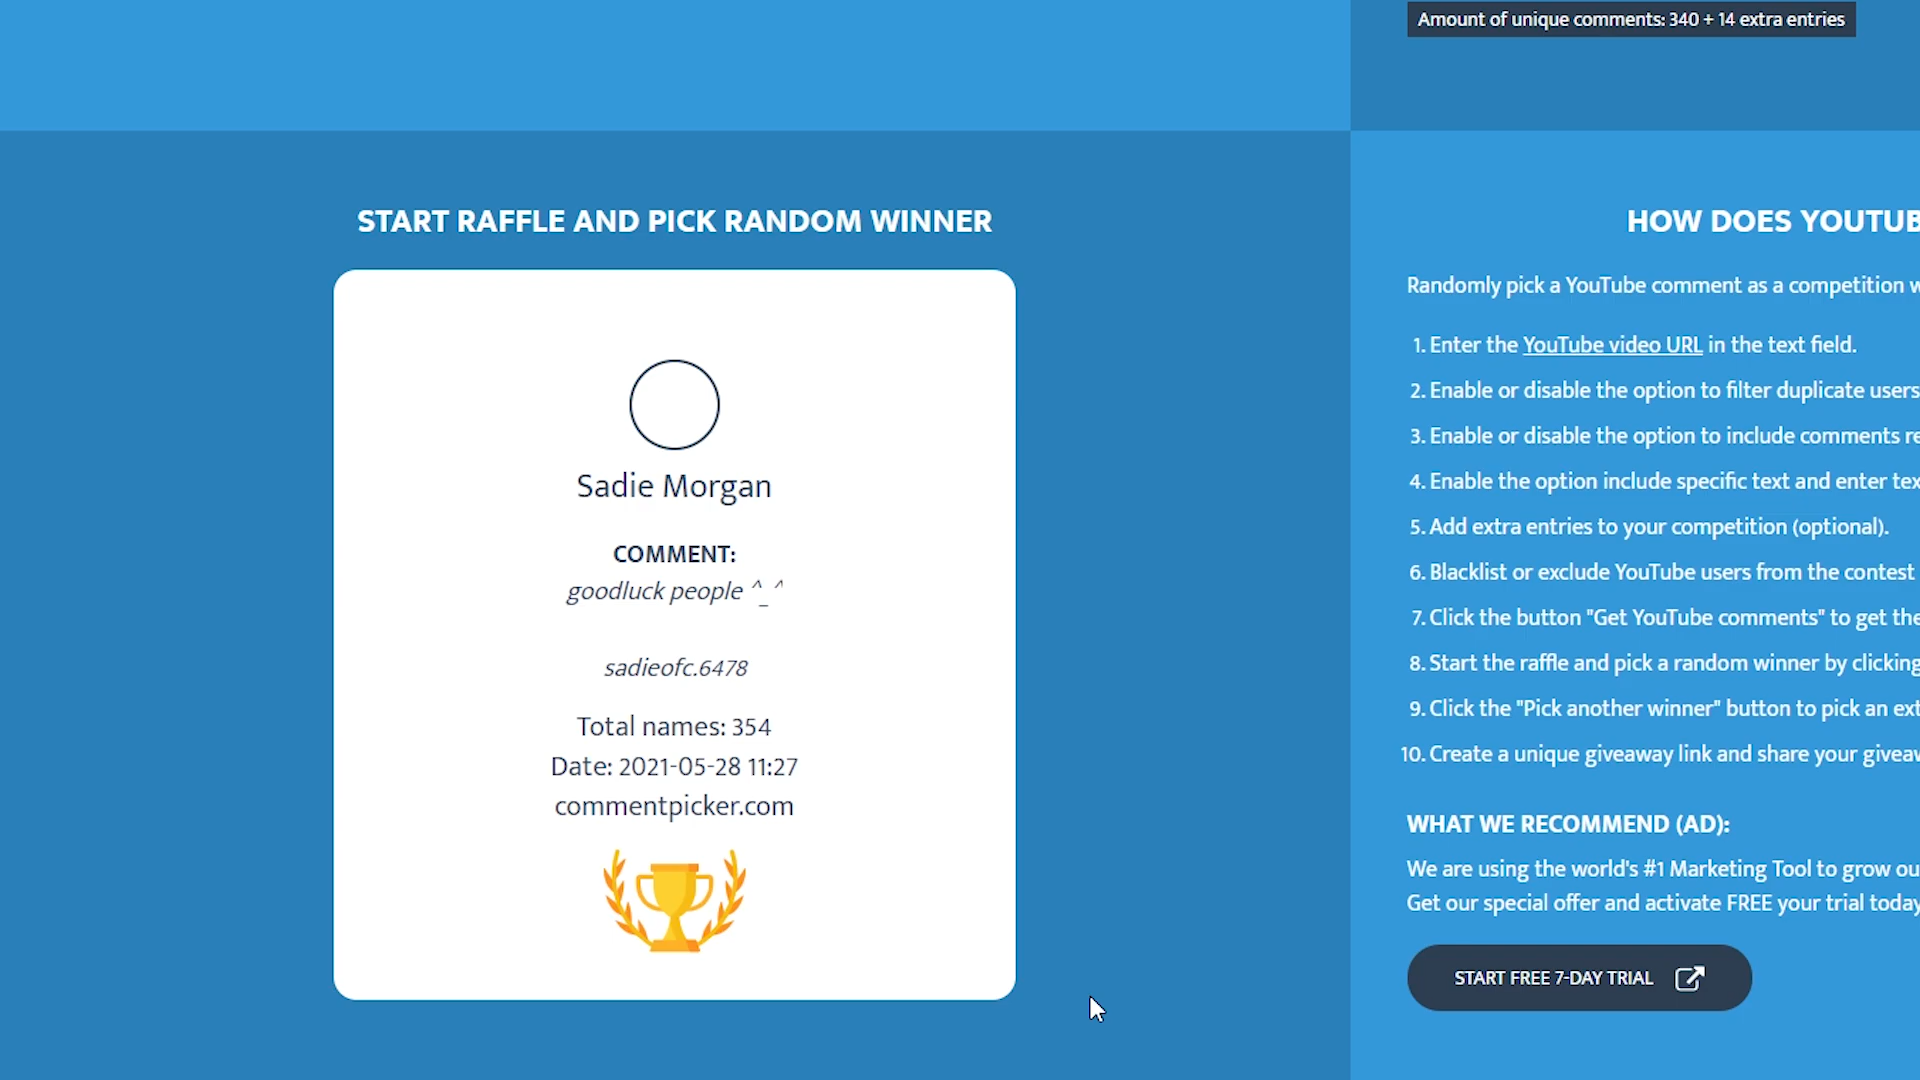 Amount of unique comments: 340 + 14 extra entries
START RAFFLE AND PICK RANDOM WINNER
Sadie Morgan
COMMENT:
goodluck people ^_^
sadieofc.6478
Total names: 354
Date: 2021-05-28 11:27
commentpicker.com
HOW DOES YOUTUB
Randomly pick a YouTube comment as a competition w
1. Enter the YouTube video URL in the text field.
2. Enable or disable the option to filter duplicate users
3. Enable or disable the option to include comments re
4. Enable the option include specific text and enter tex
5. Add extra entries to your competition (optional).
6. Blacklist or exclude YouTube users from the contest
7. Click the button "Get YouTube comments" to get the
8. Start the raffle and pick a random winner by clicking
9. Click the "Pick another winner" button to pick an ext
10. Create a unique giveaway link and share your giveaw
WHAT WE RECOMMEND (AD):
We are using the world's #1 Marketing Tool to grow ou
Get our special offer and activate FREE your trial today
START FREE 7-DAY TRIAL